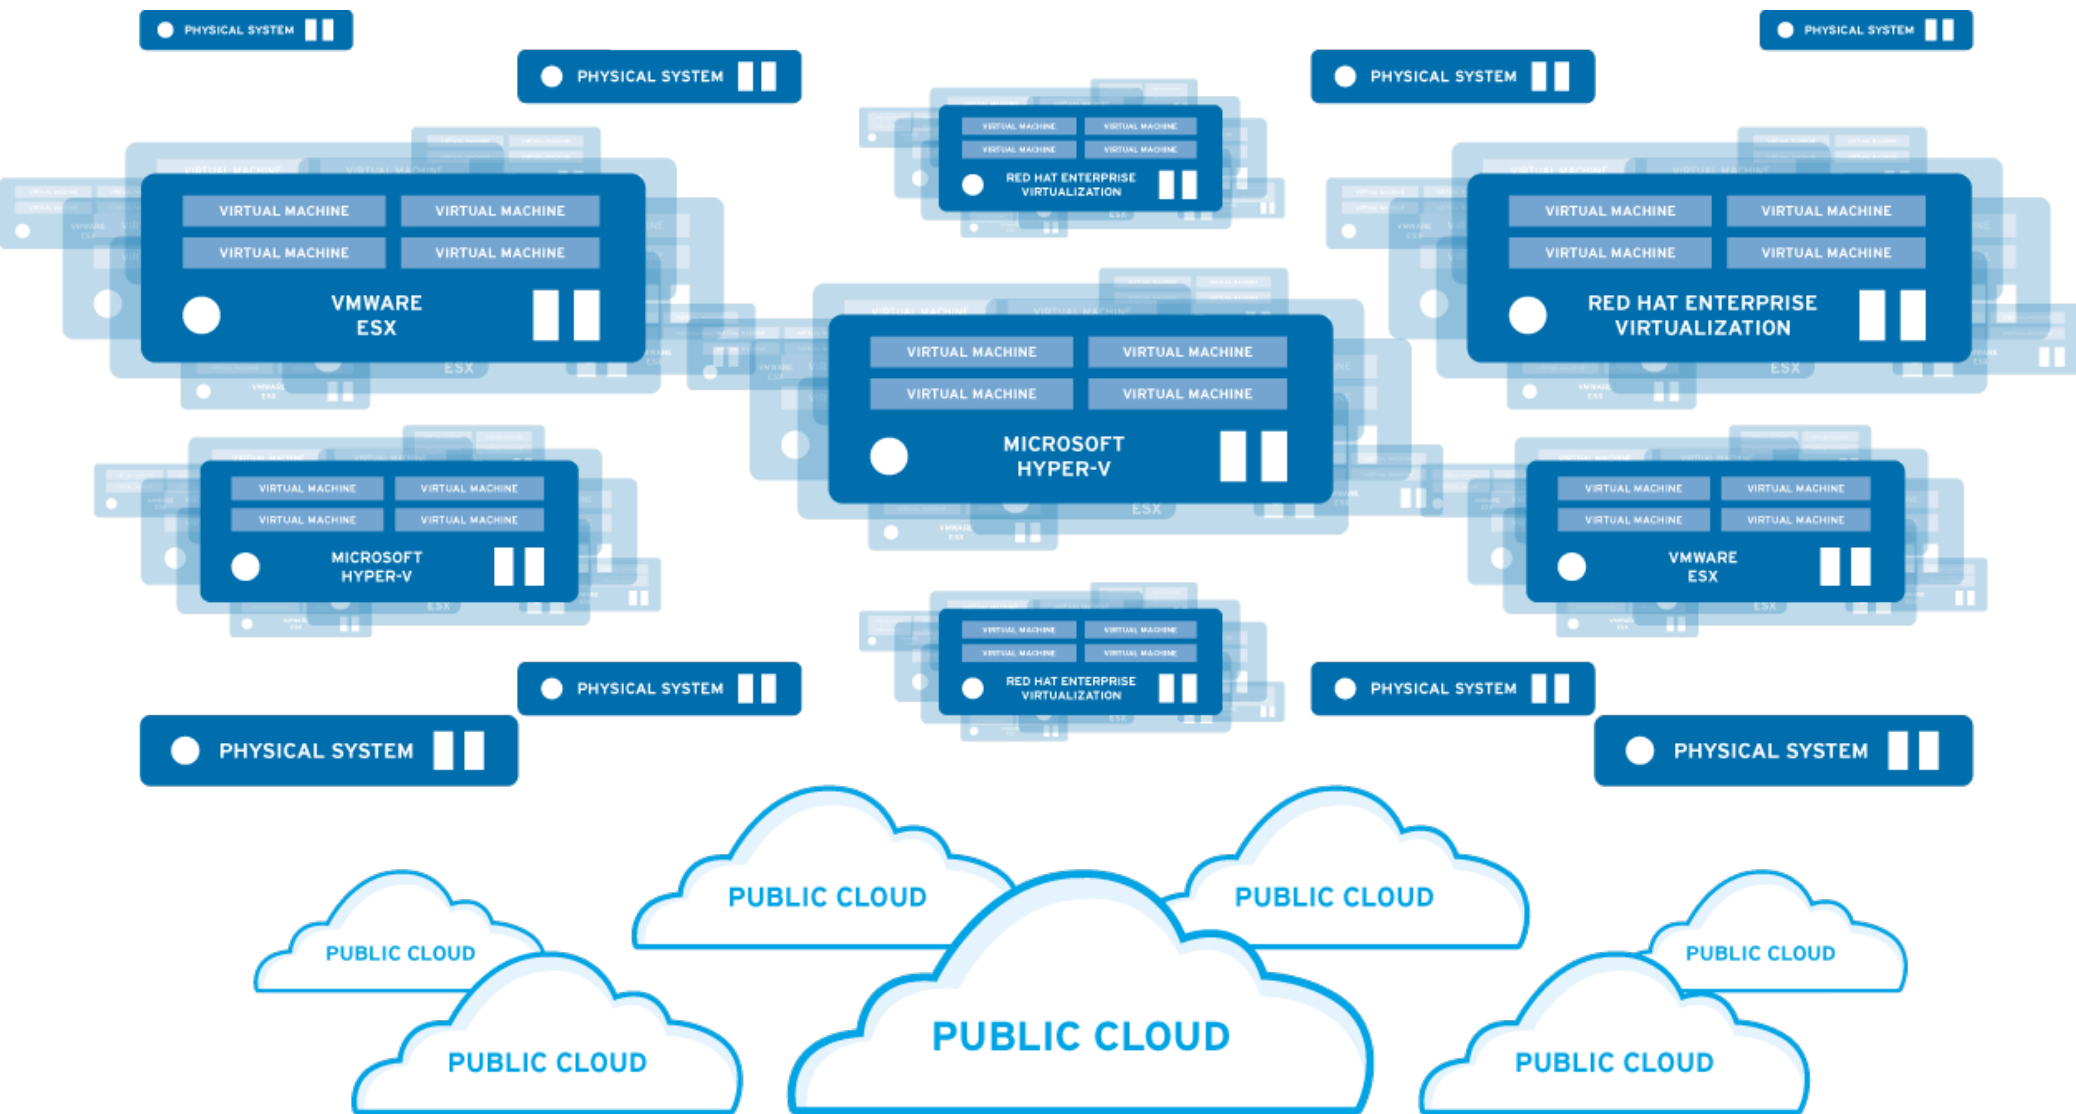 PHYSICAL SYSTEM
PHYSICAL SYSTEM
PHYSICAL SYSTEM
PHYSICAL SYSTEM
VIRTUAL MACHINE VIRTUAL MACHINE
VIRTUAL MACHINE VIRTUAL MACHINE
RED HAT ENTERPRISE
VIRTUALIZATION
VIRTUAL MACHINE VIRTUAL MACHINE
VIRTUAL MACHINE VIRTUAL MACHINE
VMWARE
ESX
VIRTUAL MACHINE VIRTUAL MACHINE
VIRTUAL MACHINE VIRTUAL MACHINE
RED HAT ENTERPRISE
VIRTUALIZATION
VIRTUAL MACHINE VIRTUAL MACHINE
VIRTUAL MACHINE VIRTUAL MACHINE
MICROSOFT
HYPER-V
VIRTUAL MACHINE VIRTUAL MACHINE
VIRTUAL MACHINE VIRTUAL MACHINE
MICROSOFT
HYPER-V
VIRTUAL MACHINE VIRTUAL MACHINE
VIRTUAL MACHINE VIRTUAL MACHINE
VMWARE
ESX
VIRTUAL MACHINE VIRTUAL MACHINE
VIRTUAL MACHINE VIRTUAL MACHINE
RED HAT ENTERPRISE
VIRTUALIZATION
PHYSICAL SYSTEM
PHYSICAL SYSTEM
PHYSICAL SYSTEM
PHYSICAL SYSTEM
PUBLIC CLOUD
PUBLIC CLOUD
PUBLIC CLOUD
PUBLIC CLOUD
PUBLIC CLOUD
PUBLIC CLOUD
PUBLIC CLOUD